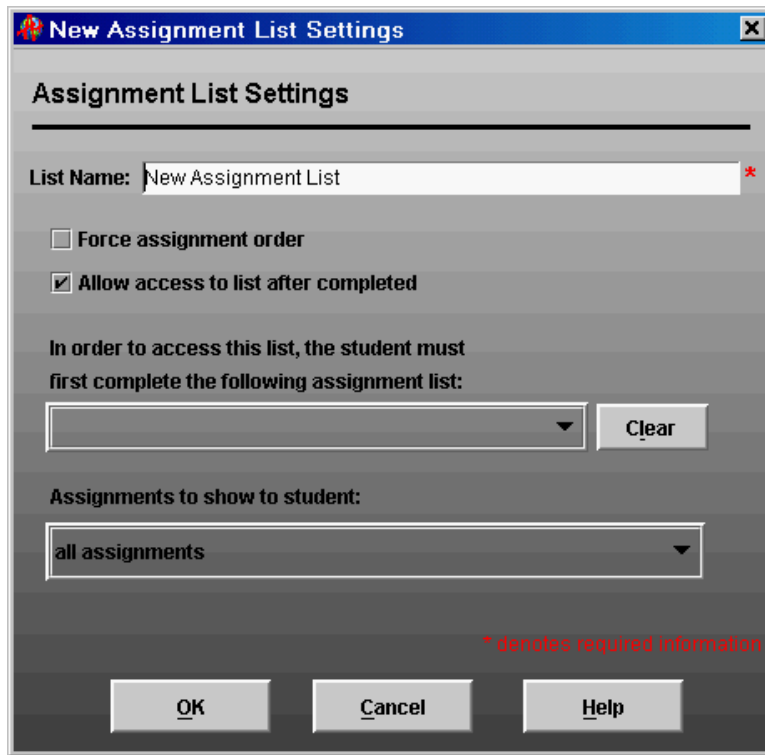 New Assignment List Settings
Assignment List Settings
List Name: New Assignment List *
Force assignment order
Allow access to list after completed
In order to access this list, the student must
first complete the following assignment list:
Clear
Assignments to show to student:
all assignments
* denotes required information
OK Cancel Help